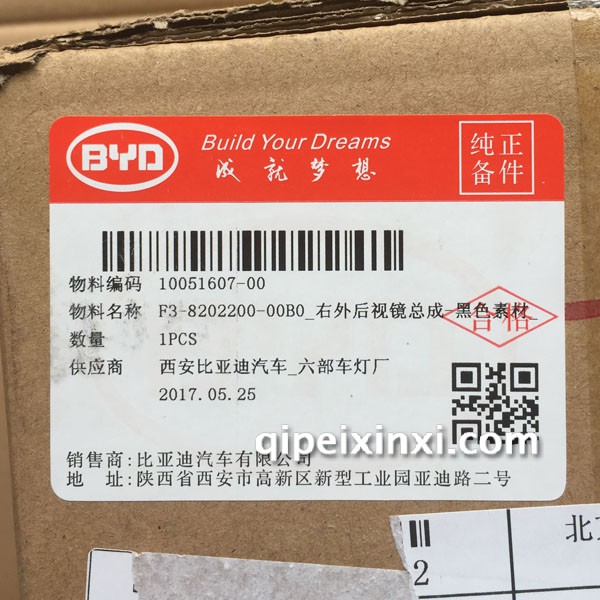 BYD
Build Your Dreams
成就梦想
纯正
备件
物料编码 10051607-00
物料名称 F3-8202200-00B0_右外后视镜总成-黑色素材_
合格
数量 1PCS
供应商 西安比亚迪汽车_六部车灯厂
2017.05.25
qipeixinxi.com
销售商:比亚迪汽车有限公司
地 址:陕西省西安市高新区新型工业园亚迪路二号
北
2